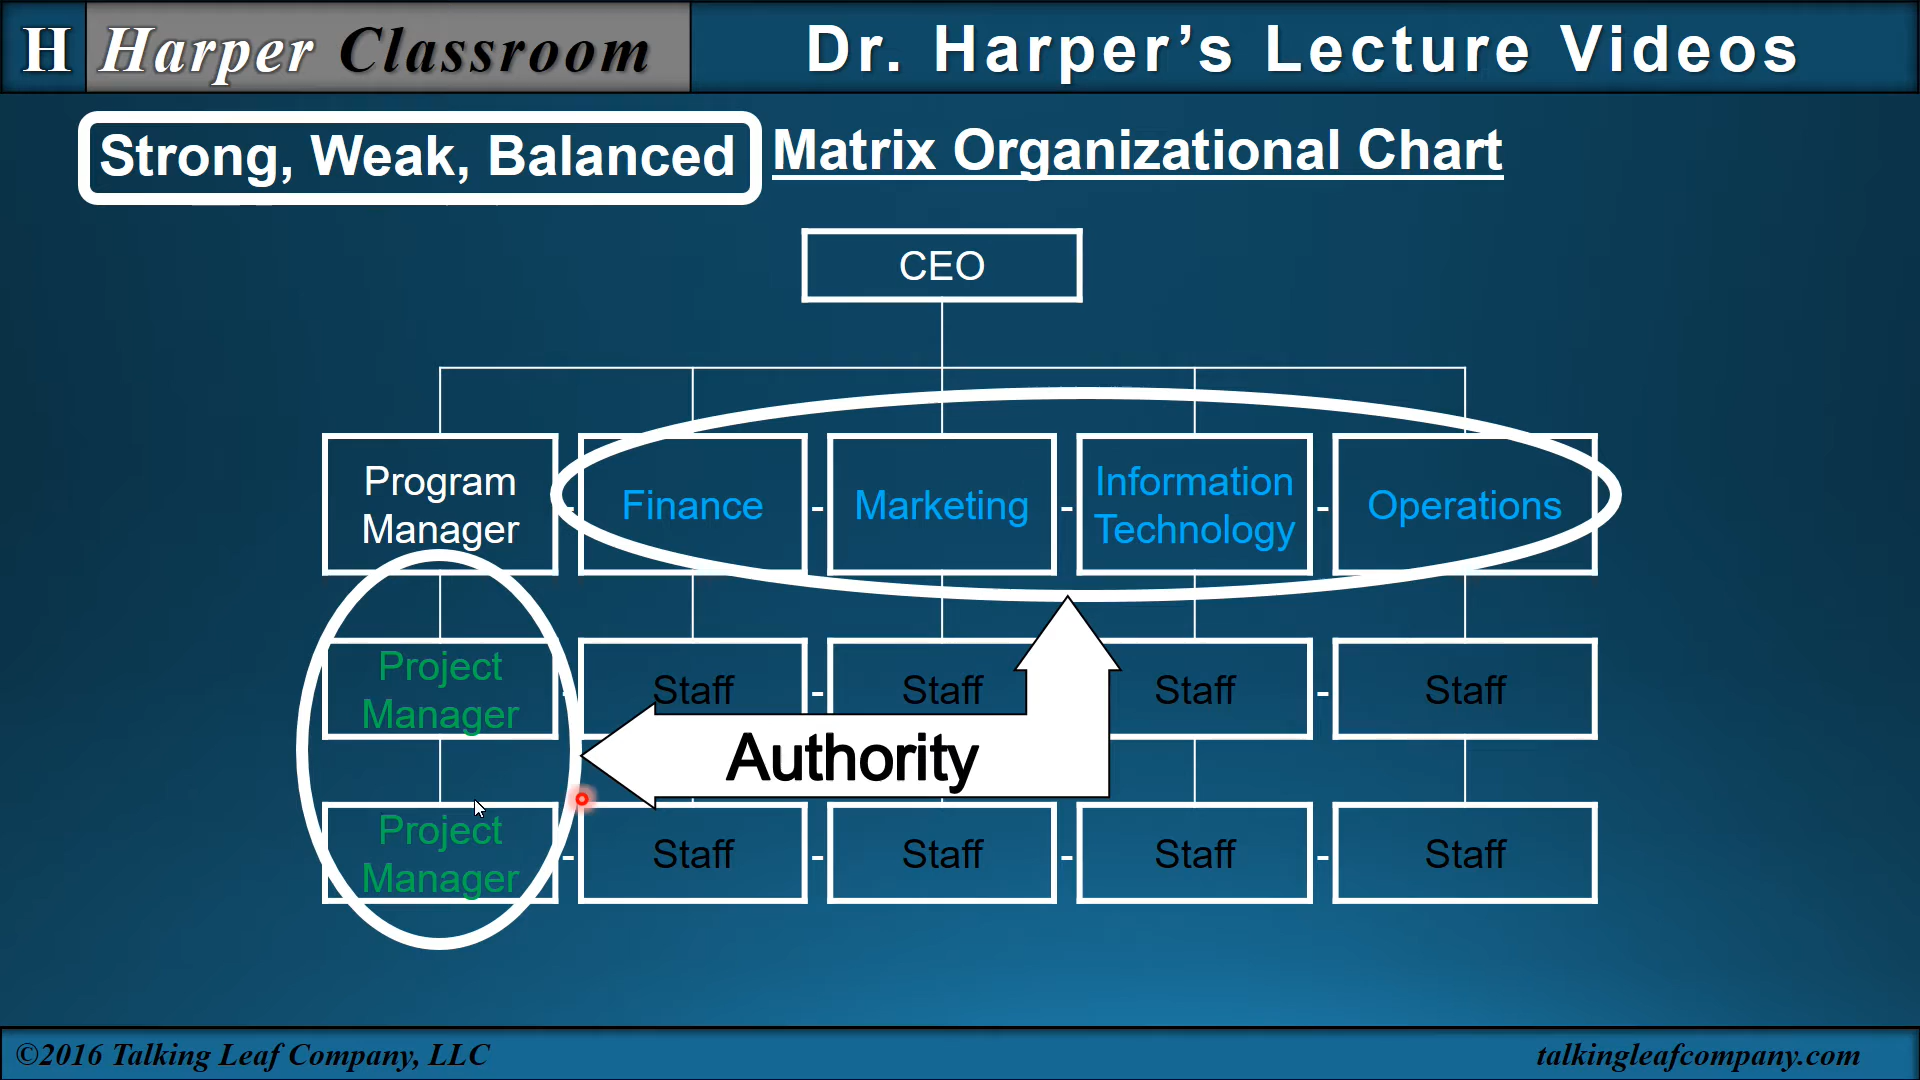 H Harper Classroom
Dr. Harper’s Lecture Videos
Strong, Weak, Balanced Matrix Organizational Chart
CEO
Program
Manager
- Finance - Marketing - Information
Technology - Operations
Project
Manager
- Staff - Staff Staff - Staff
Authority
Project
Manager
- Staff - Staff - Staff - Staff
©2016 Talking Leaf Company, LLC
talkingleafcompany.com